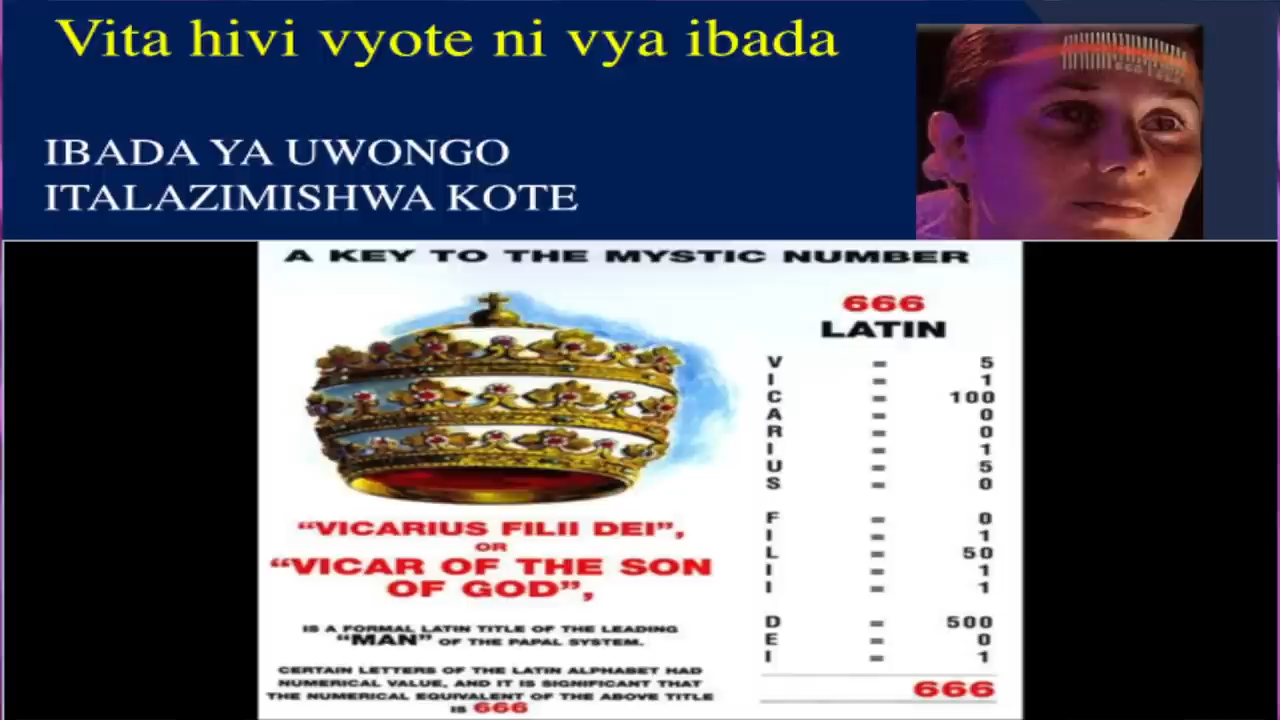 Vita hivi vyote ni vya ibada
IBADA YA UWONGO
ITALAZIMISHWA KOTE
A KEY TO THE MYSTIC NUMBER
666
LATIN
V = 5
I = 1
C = 100
A = 0
R = 0
I = 1
U = 5
S = 0
F = 0
I = 1
L = 50
I = 1
I = 1
D = 500
E = 0
I = 1
666
"VICARIUS FILII DEI",
OR
"VICAR OF THE SON
OF GOD",
IS A FORMAL LATIN TITLE OF THE LEADING
"MAN" OF THE PAPAL SYSTEM.
CERTAIN LETTERS OF THE LATIN ALPHABET HAD
NUMERICAL VALUE, AND IT IS SIGNIFICANT THAT
THE NUMERICAL EQUIVALENT OF THE ABOVE TITLE
IS 666